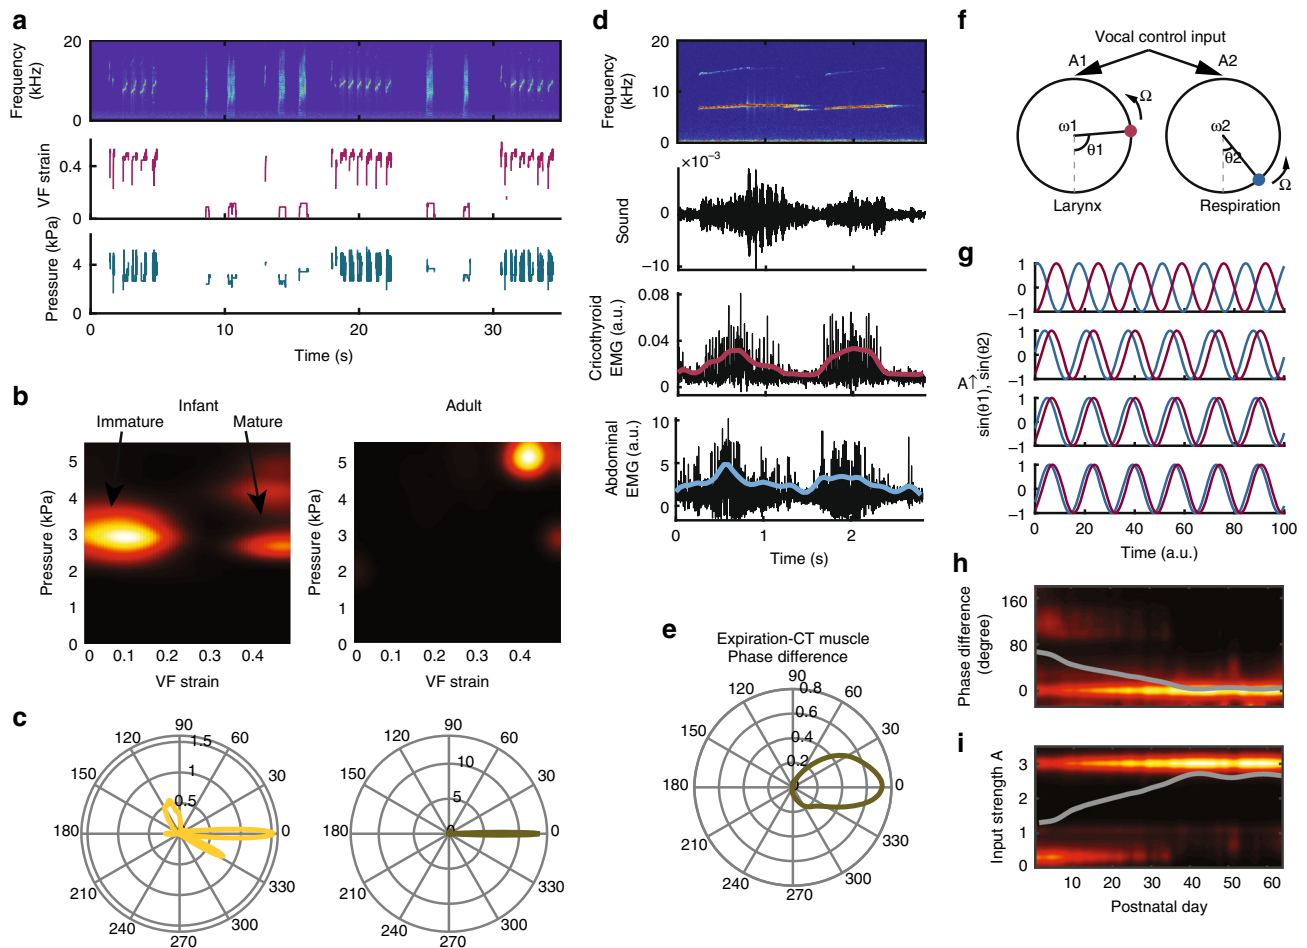 a
20
0
Frequency
(kHz)
0
10
20
30
0.4
0
VF strain
4
0
Pressure (kPa)
0
10
20
30
Time (s)
b
Infant
Adult
Immature
Mature
5
4
3
2
1
0
Pressure (kPa)
0
0.1
0.2
0.3
0.4
VF strain
5
4
3
2
1
0
Pressure (kPa)
0
0.1
0.2
0.3
0.4
VF strain
c
90
60
30
0
330
300
270
240
210
180
150
120
1.5
1
0.5
90
60
30
0
330
300
270
240
210
180
150
120
10
5
0
d
20
10
0
Frequency
(kHz)
×10⁻³
0
−10
Sound
0.08
0.04
0
Cricothyroid
EMG (a.u.)
10
5
0
Abdominal
EMG (a.u.)
0
1
2
Time (s)
e
Expiration-CT muscle
Phase difference
90
60
30
0
330
300
270
240
210
180
150
120
0.8
0.6
0.4
0.2
0
f
Vocal control input
A1
A2
Ω
ω1
θ1
Larynx
ω2
θ2
Ω
Respiration
g
1
0
−1
1
0
−1
1
0
−1
1
0
−1
A↑
sin(θ1), sin(θ2)
0
20
40
60
80
100
Time (a.u.)
h
160
80
0
Phase difference
(degree)
i
3
2
1
0
Input strength A
10
20
30
40
50
60
Postnatal day